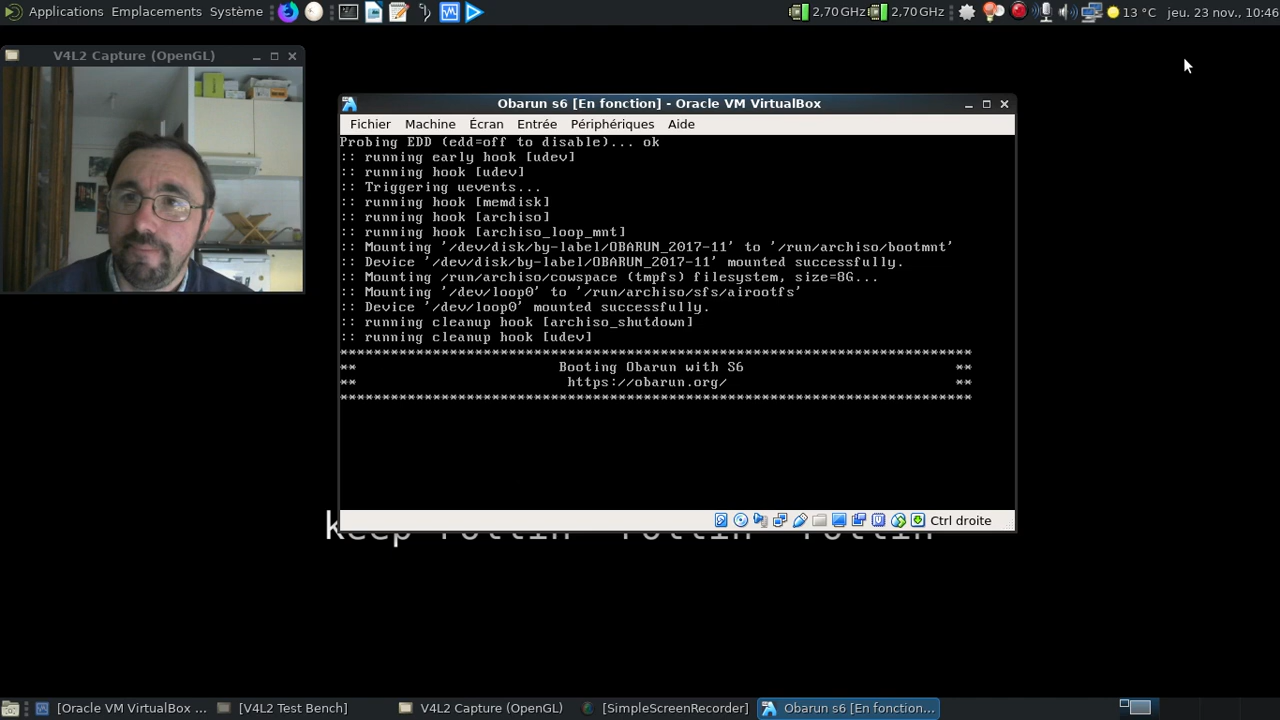 Applications Emplacements Système
2,70 GHz 2,70 GHz 13 °C jeu. 23 nov., 10:46
V4L2 Capture (OpenGL)
Obarun s6 [En fonction] - Oracle VM VirtualBox
Fichier Machine Écran Entrée Périphériques Aide
Probing EDD (edd=off to disable)... ok
:: running early hook [udev]
:: running hook [udev]
:: Triggering uevents...
:: running hook [memdisk]
:: running hook [archiso]
:: running hook [archiso_loop_mnt]
:: Mounting '/dev/disk/by-label/OBARUN_2017-11' to '/run/archiso/bootmnt'
:: Device '/dev/disk/by-label/OBARUN_2017-11' mounted successfully.
:: Mounting /run/archiso/cowspace (tmpfs) filesystem, size=8G...
:: Mounting '/dev/loop0' to '/run/archiso/sfs/airootfs'
:: Device '/dev/loop0' mounted successfully.
:: running cleanup hook [archiso_shutdown]
:: running cleanup hook [udev]
***************************************************************************
** Booting Obarun with S6 **
** https://obarun.org/ **
***************************************************************************
Ctrl droite
keep rollin' rollin' rollin'
[Oracle VM VirtualBox ... [V4L2 Test Bench] V4L2 Capture (OpenGL) [SimpleScreenRecorder] Obarun s6 [En fonction...